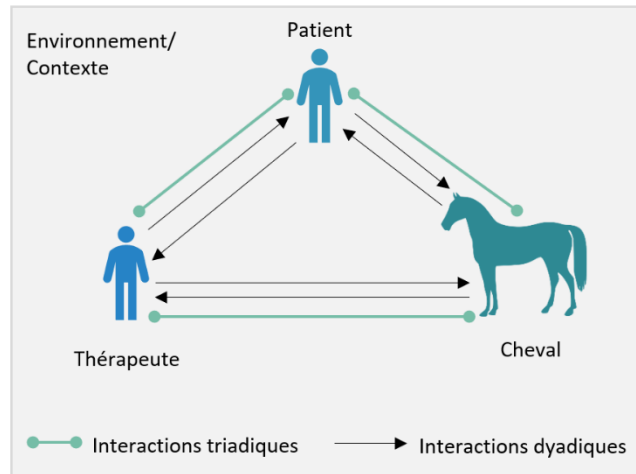 Environnement/
Contexte
Patient
Thérapeute
Cheval
Interactions triadiques
Interactions dyadiques